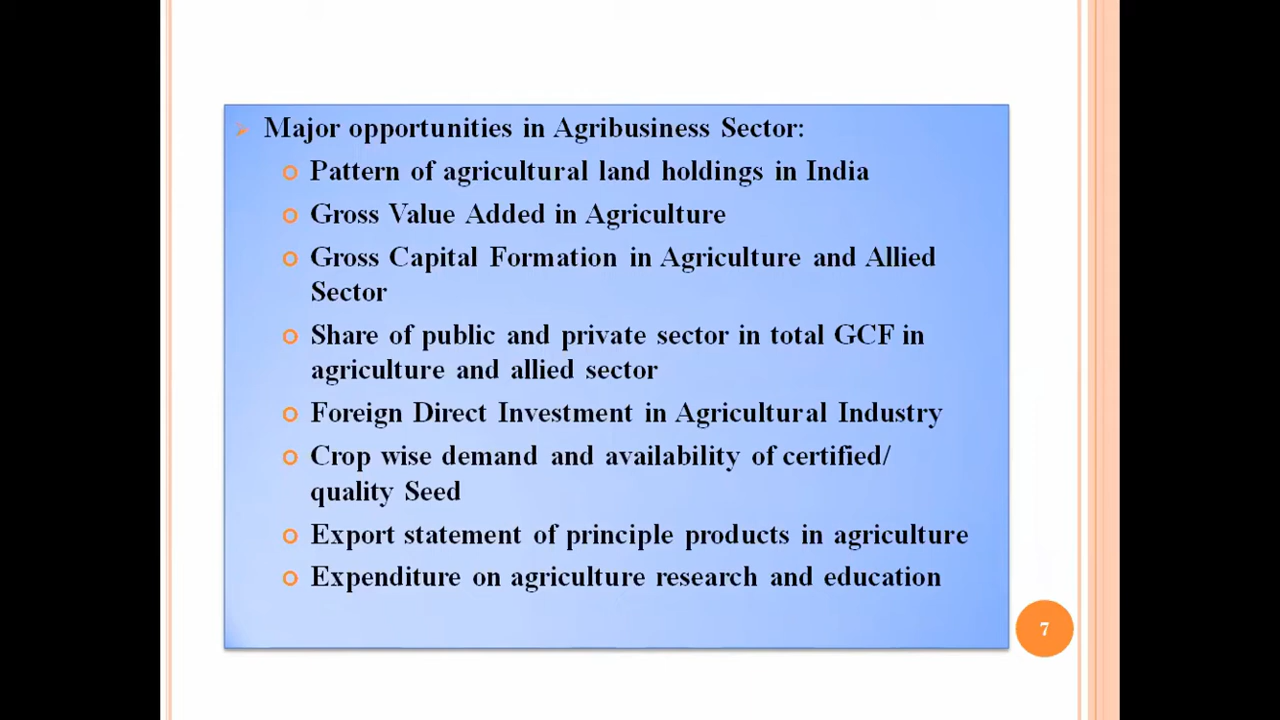 Major opportunities in Agribusiness Sector:
Pattern of agricultural land holdings in India
Gross Value Added in Agriculture
Gross Capital Formation in Agriculture and Allied
Sector
Share of public and private sector in total GCF in
agriculture and allied sector
Foreign Direct Investment in Agricultural Industry
Crop wise demand and availability of certified/
quality Seed
Export statement of principle products in agriculture
Expenditure on agriculture research and education
7